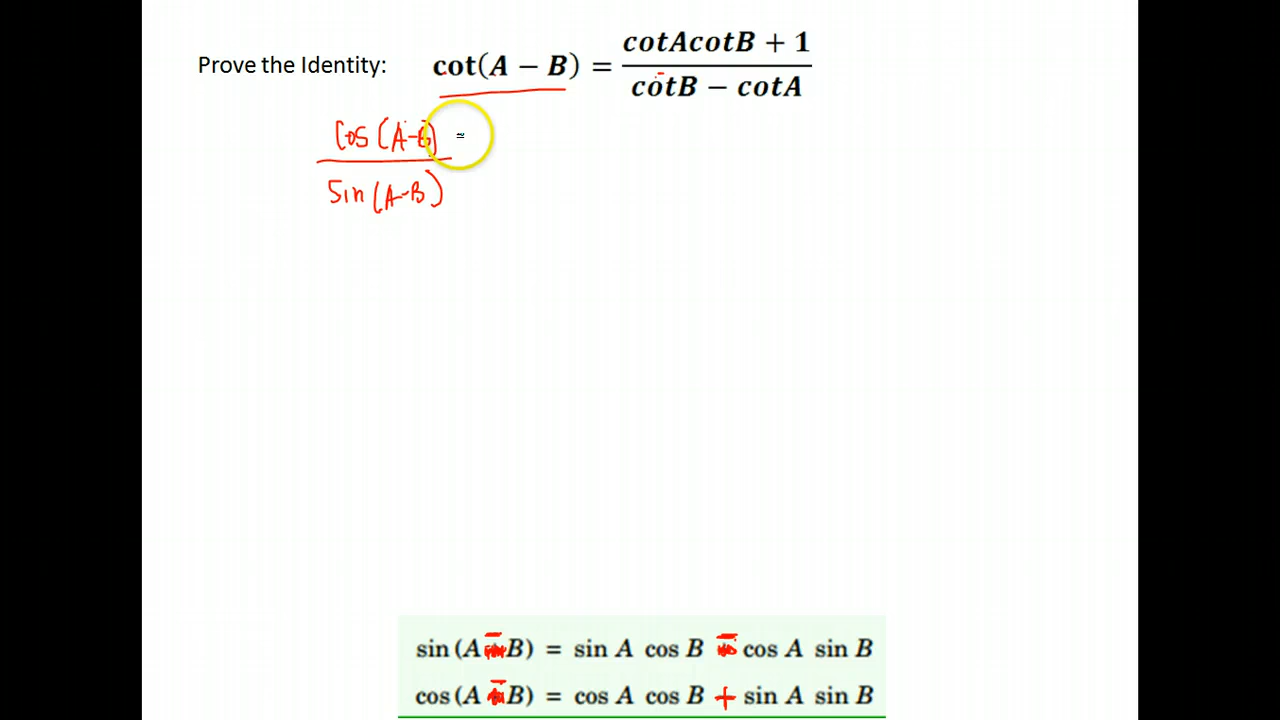 Prove the Identity: cot(A − B) = cotAcotB + 1 / cotB − cotA
cos (A-B) =
sin (A-B)
sin (A − B) = sin A cos B − cos A sin B
cos (A − B) = cos A cos B + sin A sin B